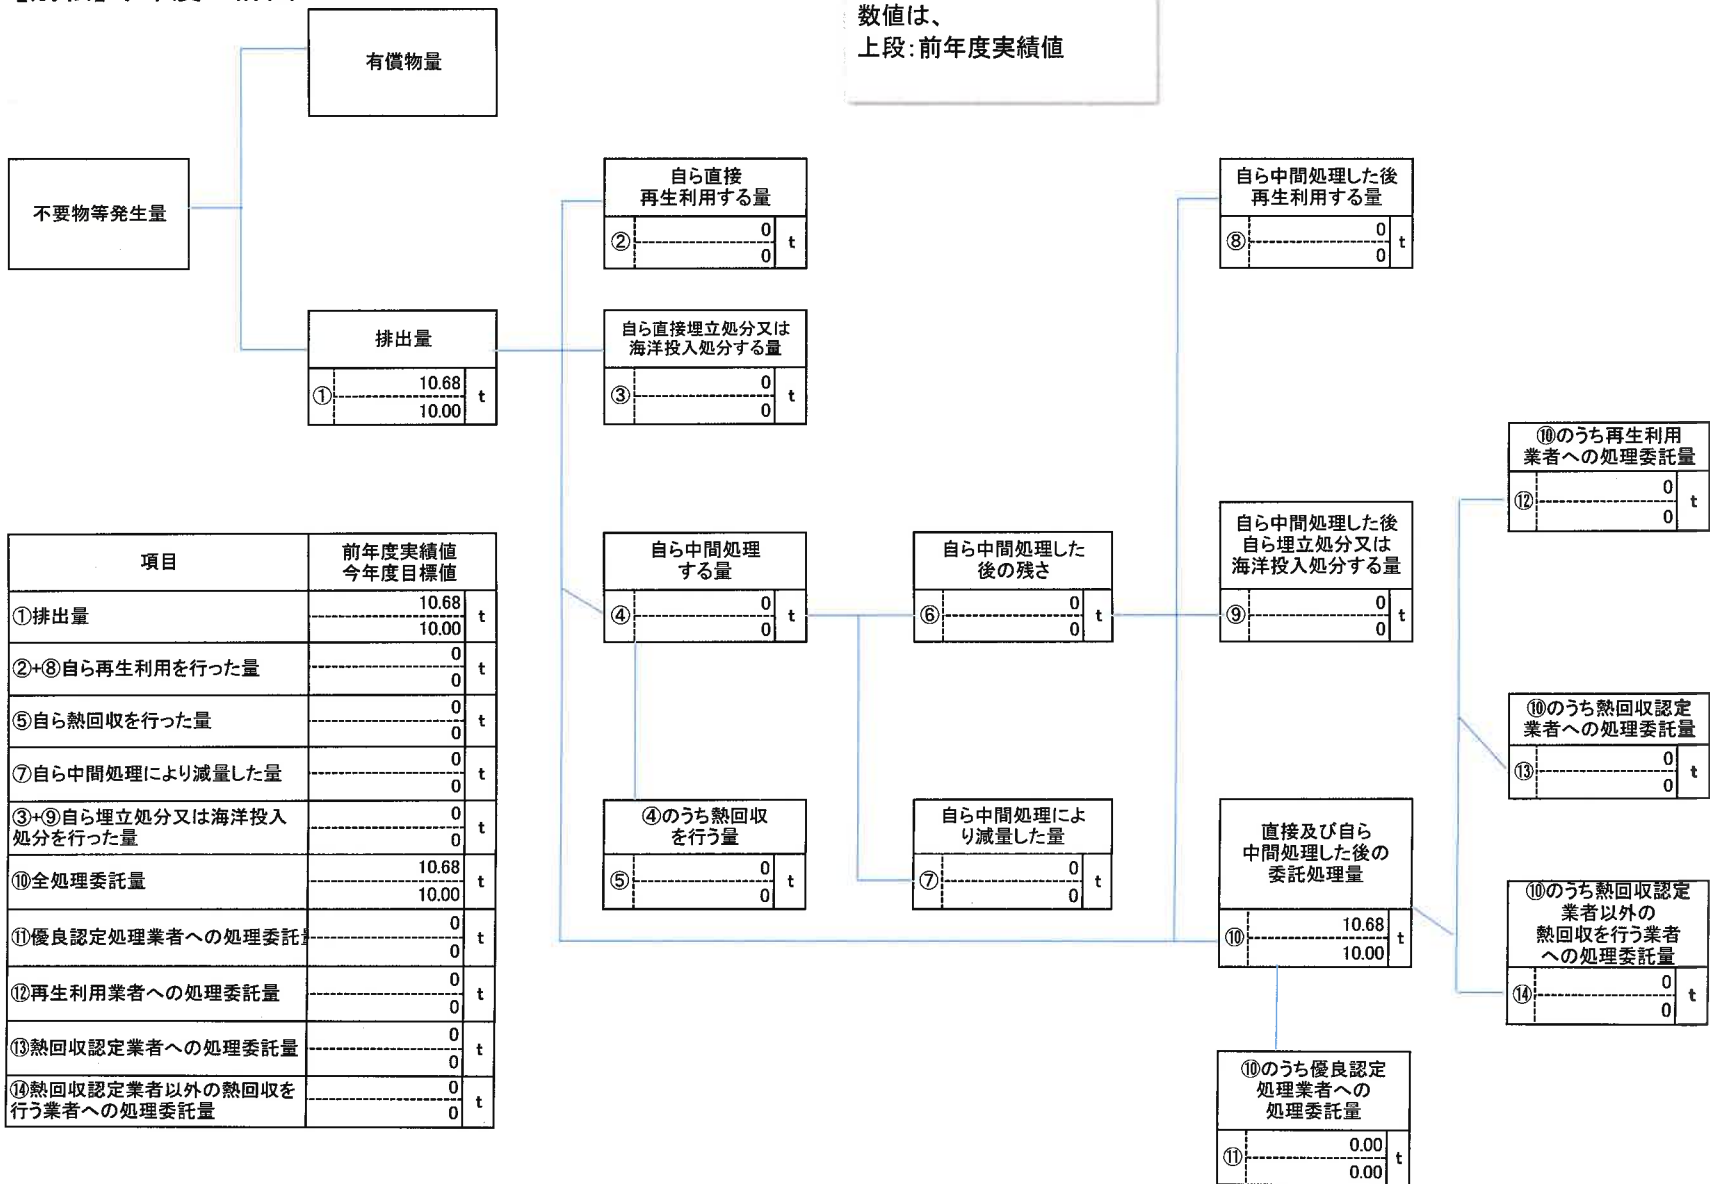 数値は、
上段:前年度実績値
有償物量
不要物等発生量
排出量
① 10.68 t
10.00
自ら直接
再生利用する量
② 0 t
0
自ら直接埋立処分又は
海洋投入処分する量
③ 0 t
0
自ら中間処理
する量
④ 0 t
0
④のうち熱回収
を行う量
⑤ 0 t
0
自ら中間処理した
後の残さ
⑥ 0 t
0
自ら中間処理によ
り減量した量
⑦ 0 t
0
自ら中間処理した後
再生利用する量
⑧ 0 t
0
自ら中間処理した後
自ら埋立処分又は
海洋投入処分する量
⑨ 0 t
0
直接及び自ら
中間処理した後の
委託処理量
⑩ 10.68 t
10.00
⑩のうち優良認定
処理業者への
処理委託量
⑪ 0.00 t
0.00
⑩のうち再生利用
業者への処理委託量
⑫ 0 t
0
⑩のうち熱回収認定
業者への処理委託量
⑬ 0 t
0
⑩のうち熱回収認定
業者以外の
熱回収を行う業者
への処理委託量
⑭ 0 t
0
項目 前年度実績値
今年度目標値
①排出量 10.68 t
10.00
②+⑧自ら再生利用を行った量 0 t
0
⑤自ら熱回収を行った量 0 t
0
⑦自ら中間処理により減量した量 0 t
0
③+⑨自ら埋立処分又は海洋投入
処分を行った量 0 t
0
⑩全処理委託量 10.68 t
10.00
⑪優良認定処理業者への処理委託 0 t
0
⑫再生利用業者への処理委託量 0 t
0
⑬熱回収認定業者への処理委託量 0 t
0
⑭熱回収認定業者以外の熱回収を
行う業者への処理委託量 0 t
0